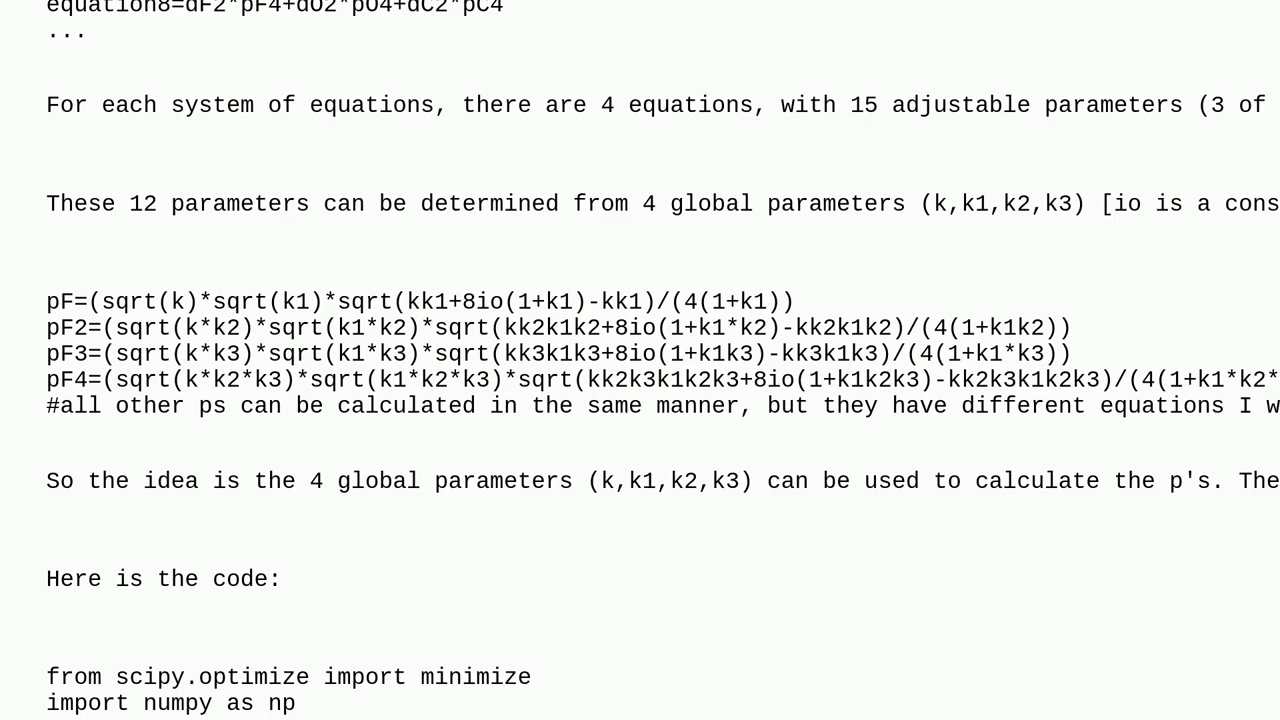 equation8=dF2*pF4+dO2*pO4+dC2*pC4
...
For each system of equations, there are 4 equations, with 15 adjustable parameters (3 of
These 12 parameters can be determined from 4 global parameters (k,k1,k2,k3) [io is a cons
pF=(sqrt(k)*sqrt(k1)*sqrt(kk1+8io(1+k1)-kk1)/(4(1+k1))
pF2=(sqrt(k*k2)*sqrt(k1*k2)*sqrt(kk2k1k2+8io(1+k1*k2)-kk2k1k2)/(4(1+k1k2))
pF3=(sqrt(k*k3)*sqrt(k1*k3)*sqrt(kk3k1k3+8io(1+k1k3)-kk3k1k3)/(4(1+k1*k3))
pF4=(sqrt(k*k2*k3)*sqrt(k1*k2*k3)*sqrt(kk2k3k1k2k3+8io(1+k1k2k3)-kk2k3k1k2k3)/(4(1+k1*k2*
#all other ps can be calculated in the same manner, but they have different equations I w
So the idea is the 4 global parameters (k,k1,k2,k3) can be used to calculate the p's. The
Here is the code:
from scipy.optimize import minimize
import numpy as np